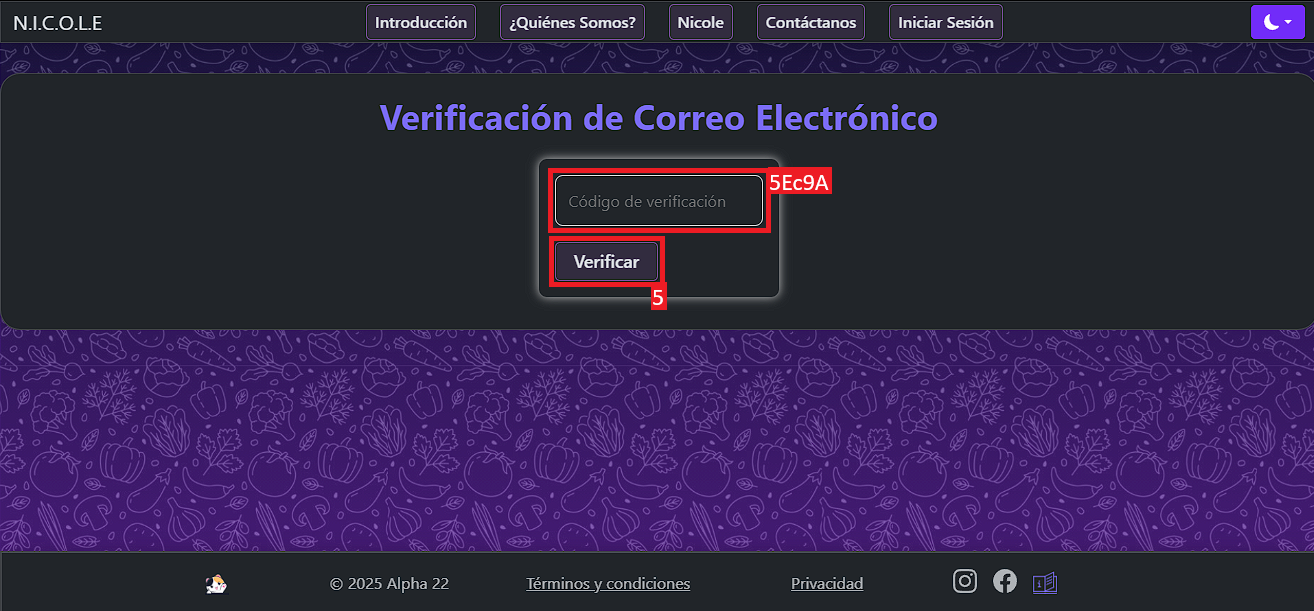 N.I.C.O.L.E
Introducción
¿Quiénes Somos?
Nicole
Contáctanos
Iniciar Sesión
Verificación de Correo Electrónico
5Ec9A
Código de verificación
Verificar
5
© 2025 Alpha 22
Términos y condiciones
Privacidad